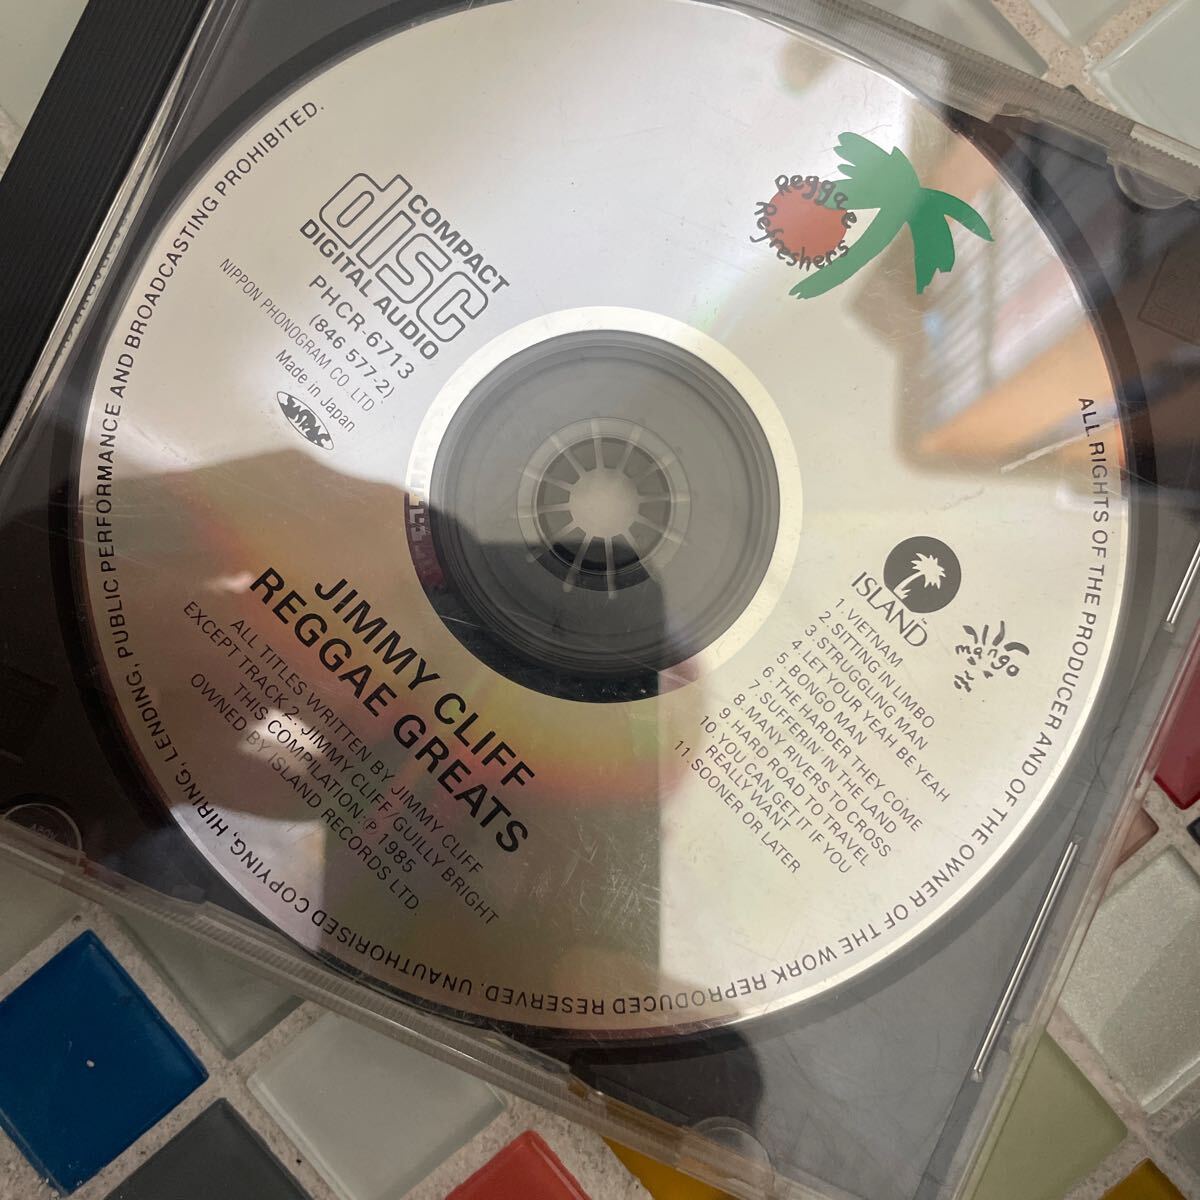 Reggae
Refreshers
COMPACT
disc
DIGITAL AUDIO
PHCR-6713
(846 577-2)
NIPPON PHONOGRAM CO. LTD
Made in Japan
ISLAND
mango
1. VIETNAM
2. SITTING IN LIMBO
3. STRUGGLING MAN
4. LET YOUR YEAH BE YEAH
5. BONGO MAN
6. THE HARDER THEY COME
7. SUFFERIN' IN THE LAND
8. MANY RIVERS TO CROSS
9. HARD ROAD TO TRAVEL
10. YOU CAN GET IT IF YOU
REALLY WANT
11. SOONER OR LATER
JIMMY CLIFF
REGGAE GREATS
ALL TITLES WRITTEN BY JIMMY CLIFF
EXCEPT TRACK 2: JIMMY CLIFF/GUILLY BRIGHT
THIS COMPILATION: P 1985
OWNED BY ISLAND RECORDS LTD.
ALL RIGHTS OF THE PRODUCER AND OF THE OWNER OF THE WORK REPRODUCED RESERVED. UNAUTHORISED COPYING, HIRING, LENDING, PUBLIC PERFORMANCE AND BROADCASTING PROHIBITED.